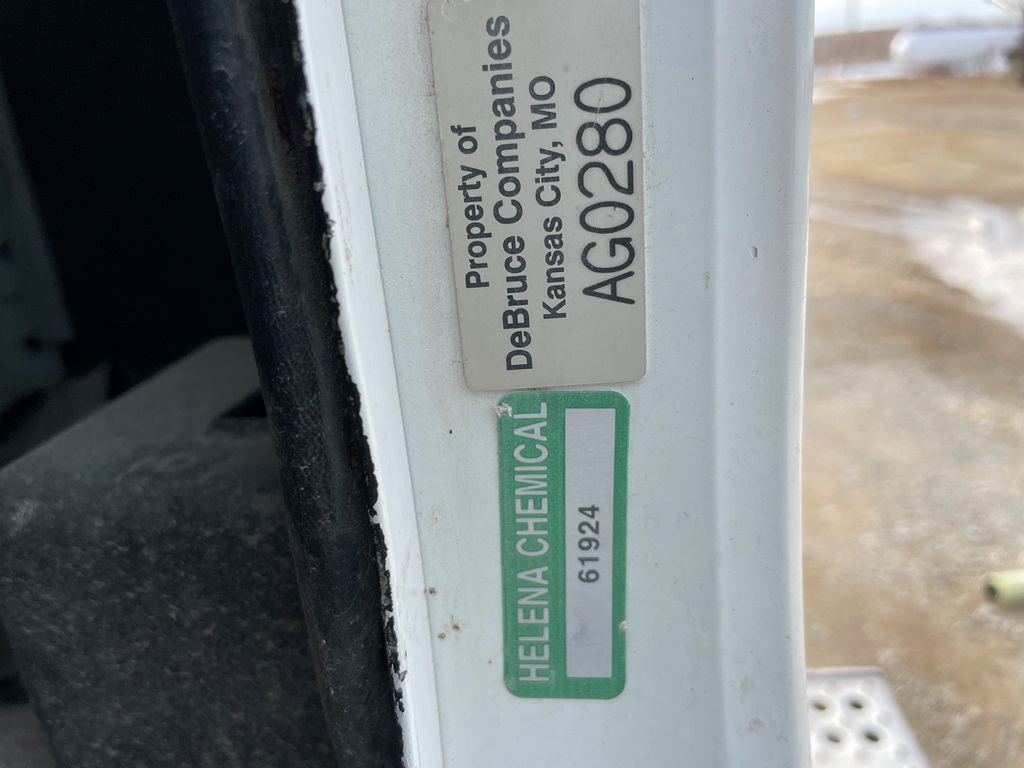 Property of
DeBruce Companies
Kansas City, MO
AG0280
HELENA CHEMICAL
61924